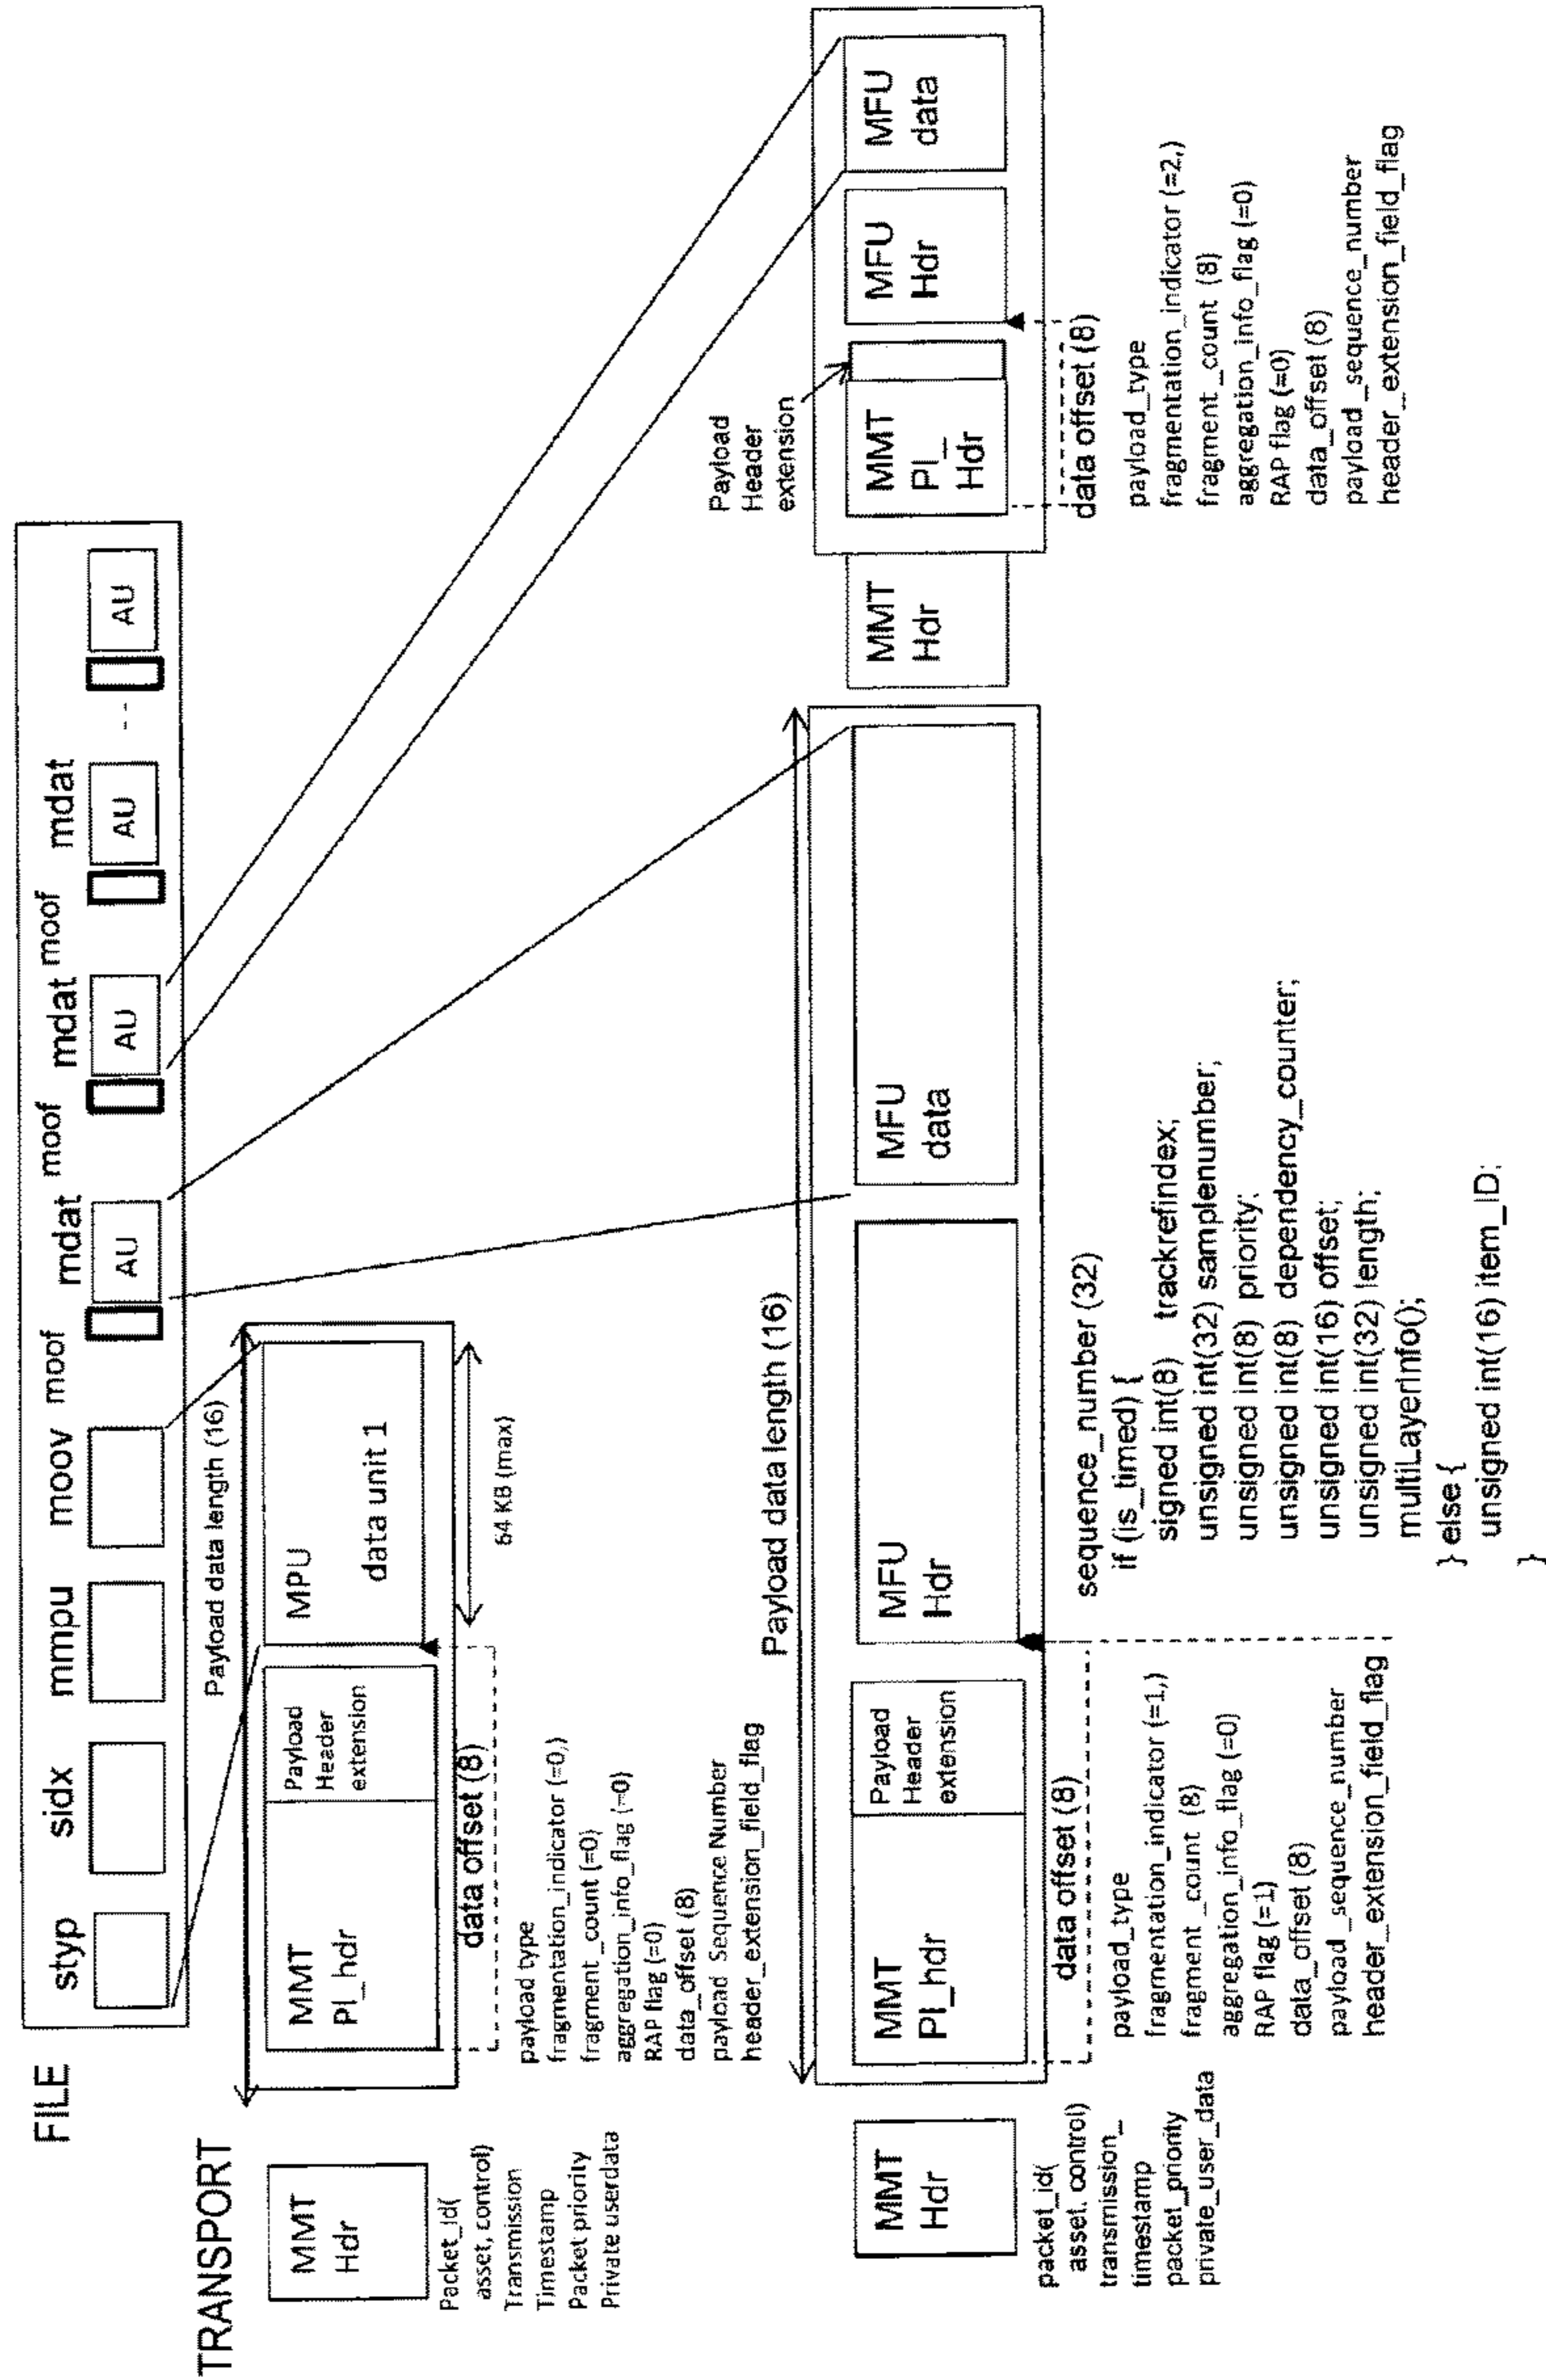 FILE
styp
sidx
mmpu
moov
moof
mdat
moof
mdat
moof
mdat
AU
AU
AU
AU
TRANSPORT
Payload data length (16)
MMT
Hdr
MMT
Pl_hdr
Payload
Header
extension
MPU
data unit 1
64 KB (max)
data offset (8)
Packet_id(
asset, control)
Transmission
Timestamp
Packet priority
Private userdata
payload type
fragmentation_indicator (=0,)
fragment_count (=0)
aggregation_info_flag (=0)
RAP flag (=0)
data_offset (8)
payload Sequence Number
header_extension_field_flag
Payload data length (16)
MMT
Hdr
MMT
Pl_hdr
Payload
Header
extension
MFU
Hdr
MFU
data
data offset (8)
packet_id(
asset, control)
transmission_
timestamp
packet_priority
private_user_data
payload_type
fragmentation_indicator (=1,)
fragment _count (8)
aggregation_info_flag (=0)
RAP flag (=1)
data_offset (8)
payload_sequence_number
header_extension_field_flag
sequence_number (32)
if (is_timed) {
signed int(8) trackrefindex;
unsigned int(32) samplenumber;
unsigned int(8) priority;
unsigned int(8) dependency_counter;
unsigned int(16) offset;
unsigned int(32) length;
multiLayerinfo();
} else {
unsigned int(16) item_ID;
}
MMT
Hdr
Payload
Header
extension
MMT
Pl_
Hdr
MFU
Hdr
MFU
data
data offset (8)
payload_type
fragmentation_indicator (=2,)
fragment _count (8)
aggregation_info_flag (=0)
RAP flag (=0)
data_offset (8)
payload_sequence_number
header_extension_field_flag